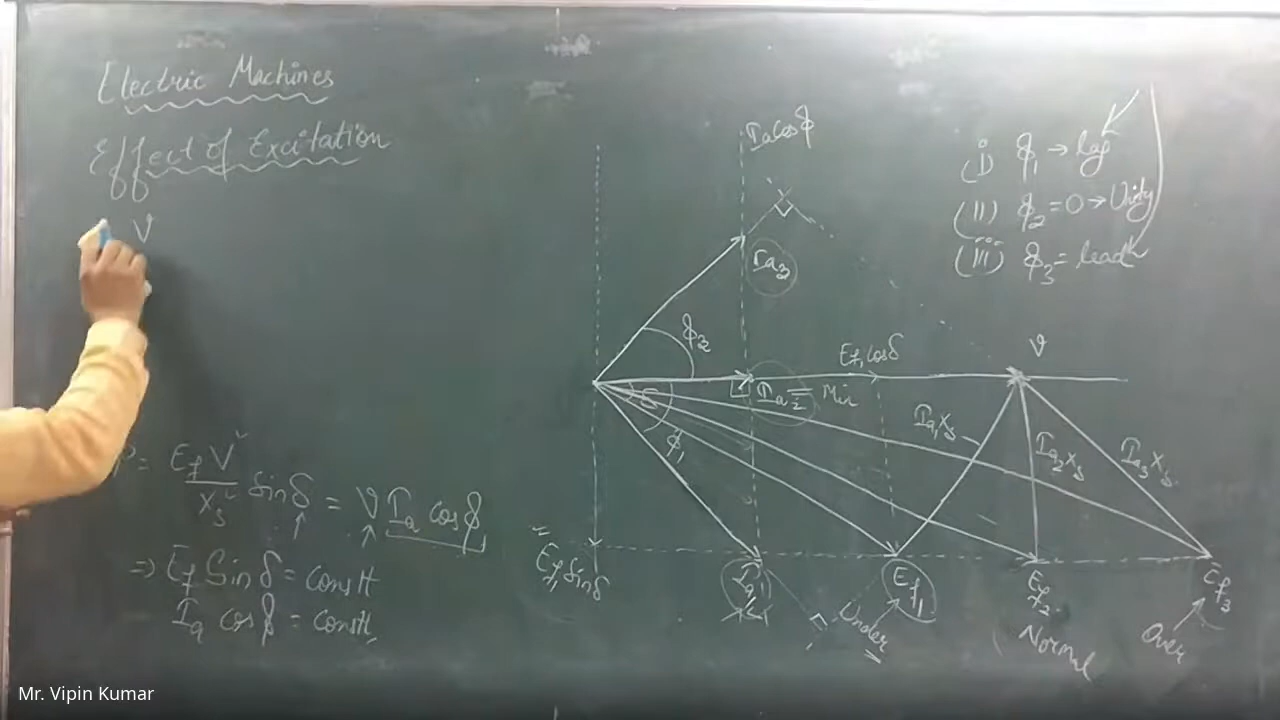 Electric Machines
Effect of Excitation
V
P = Ef V / Xs sin δ = V Ia cos φ
⇒ Ef Sin δ = Constt
Ia cos φ = Constt
Ia cos φ
Ia3
φ3
Ef1 cos δ
V
Ia2 = Min
δ
φ1
Ia1 Xs
Ia2 Xs
Ia3 Xs
Ef1 Sin δ
Ia1
Ef1
Ef2
Ef3
Under
Normal
Over
(I) φ1 → lag
(II) φ2 = 0 → Unity
(III) φ3 = lead
Mr. Vipin Kumar